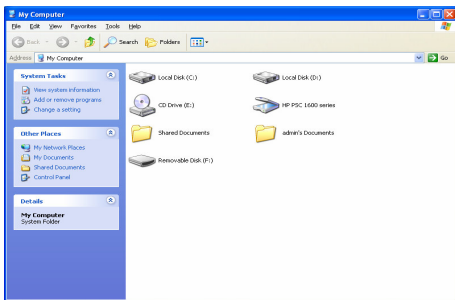 My Computer
File Edit View Favorites Tools Help
Back Search Folders
Address My Computer Go
System Tasks
View system information
Add or remove programs
Change a setting
Other Places
My Network Places
My Documents
Shared Documents
Control Panel
Details
My Computer
System Folder
Local Disk (C:) Local Disk (D:)
CD Drive (E:) HP PSC 1600 series
Shared Documents admin's Documents
Removable Disk (F:)